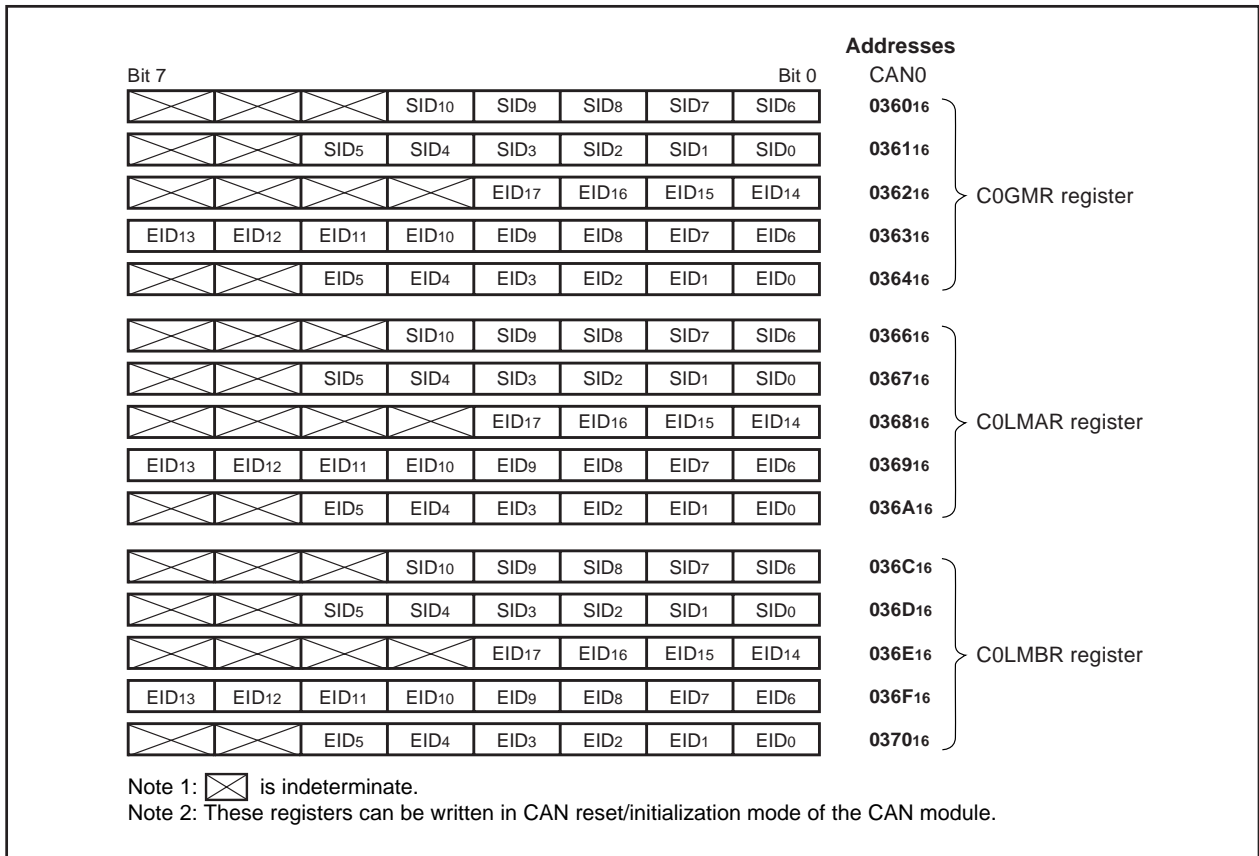 Addresses
Bit 7 Bit 0 CAN0
SID10 SID9 SID8 SID7 SID6 036016
SID5 SID4 SID3 SID2 SID1 SID0 036116
EID17 EID16 EID15 EID14 036216 C0GMR register
EID13 EID12 EID11 EID10 EID9 EID8 EID7 EID6 036316
EID5 EID4 EID3 EID2 EID1 EID0 036416
SID10 SID9 SID8 SID7 SID6 036616
SID5 SID4 SID3 SID2 SID1 SID0 036716
EID17 EID16 EID15 EID14 036816 C0LMAR register
EID13 EID12 EID11 EID10 EID9 EID8 EID7 EID6 036916
EID5 EID4 EID3 EID2 EID1 EID0 036A16
SID10 SID9 SID8 SID7 SID6 036C16
SID5 SID4 SID3 SID2 SID1 SID0 036D16
EID17 EID16 EID15 EID14 036E16 C0LMBR register
EID13 EID12 EID11 EID10 EID9 EID8 EID7 EID6 036F16
EID5 EID4 EID3 EID2 EID1 EID0 037016
Note 1: is indeterminate.
Note 2: These registers can be written in CAN reset/initialization mode of the CAN module.